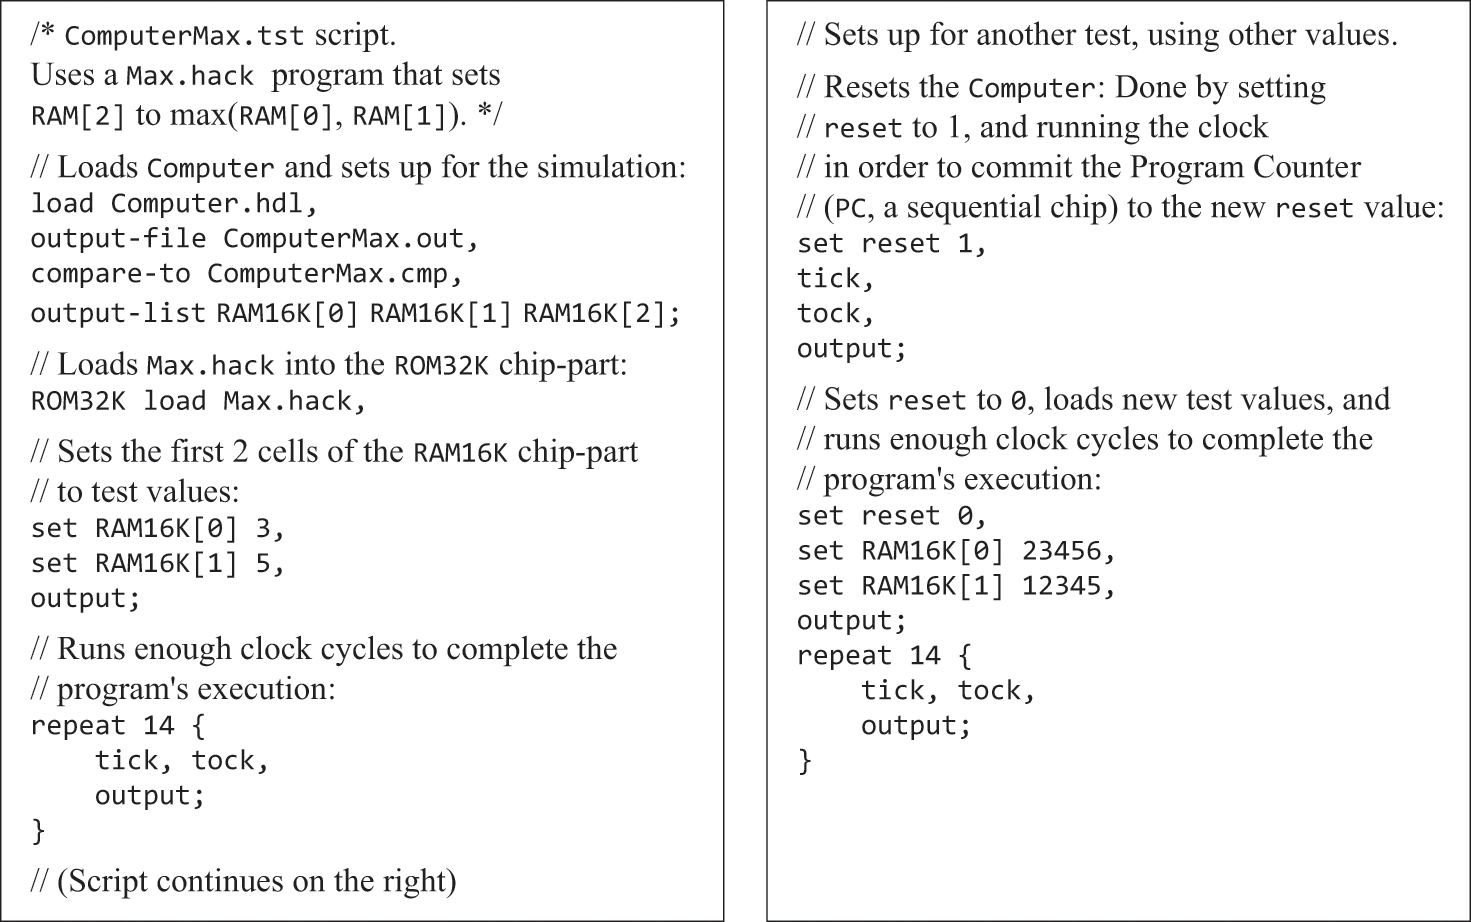 /* ComputerMax.tst script.
Uses a Max.hack program that sets
RAM[2] to max(RAM[0], RAM[1]). */
// Loads Computer and sets up for the simulation:
load Computer.hdl,
output-file ComputerMax.out,
compare-to ComputerMax.cmp,
output-list RAM16K[0] RAM16K[1] RAM16K[2];
// Loads Max.hack into the ROM32K chip-part:
ROM32K load Max.hack,
// Sets the first 2 cells of the RAM16K chip-part
// to test values:
set RAM16K[0] 3,
set RAM16K[1] 5,
output;
// Runs enough clock cycles to complete the
// program's execution:
repeat 14 {
    tick, tock,
    output;
}
// (Script continues on the right)
// Sets up for another test, using other values.
// Resets the Computer: Done by setting
// reset to 1, and running the clock
// in order to commit the Program Counter
// (PC, a sequential chip) to the new reset value:
set reset 1,
tick,
tock,
output;
// Sets reset to 0, loads new test values, and
// runs enough clock cycles to complete the
// program's execution:
set reset 0,
set RAM16K[0] 23456,
set RAM16K[1] 12345,
output;
repeat 14 {
    tick, tock,
    output;
}